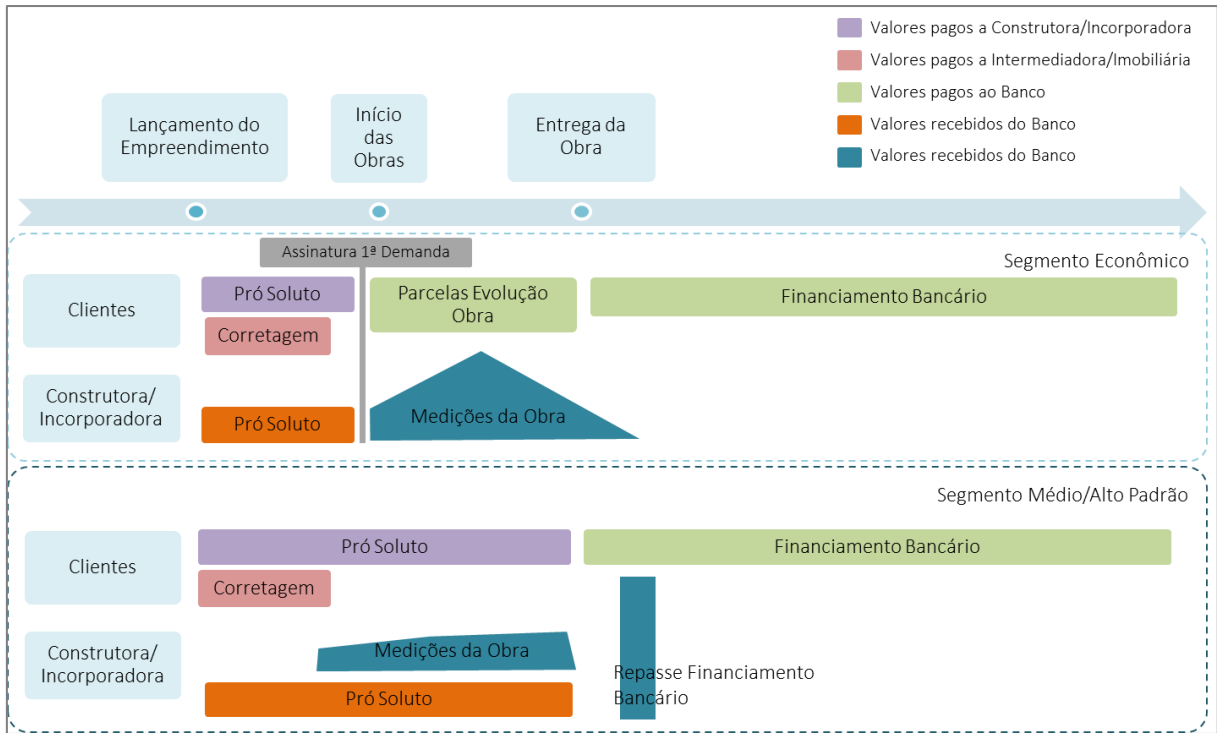 Valores pagos a Construtora/Incorporadora
Valores pagos a Intermediadora/Imobiliária
Valores pagos ao Banco
Valores recebidos do Banco
Valores recebidos do Banco
Lançamento do
Empreendimento
Início
das
Obras
Entrega da
Obra
Assinatura 1ª Demanda
Segmento Econômico
Clientes
Pró Soluto
Parcelas Evolução
Obra
Financiamento Bancário
Corretagem
Construtora/
Incorporadora
Pró Soluto
Medições da Obra
Segmento Médio/Alto Padrão
Clientes
Pró Soluto
Financiamento Bancário
Corretagem
Construtora/
Incorporadora
Medições da Obra
Pró Soluto
Repasse Financiamento
Bancário